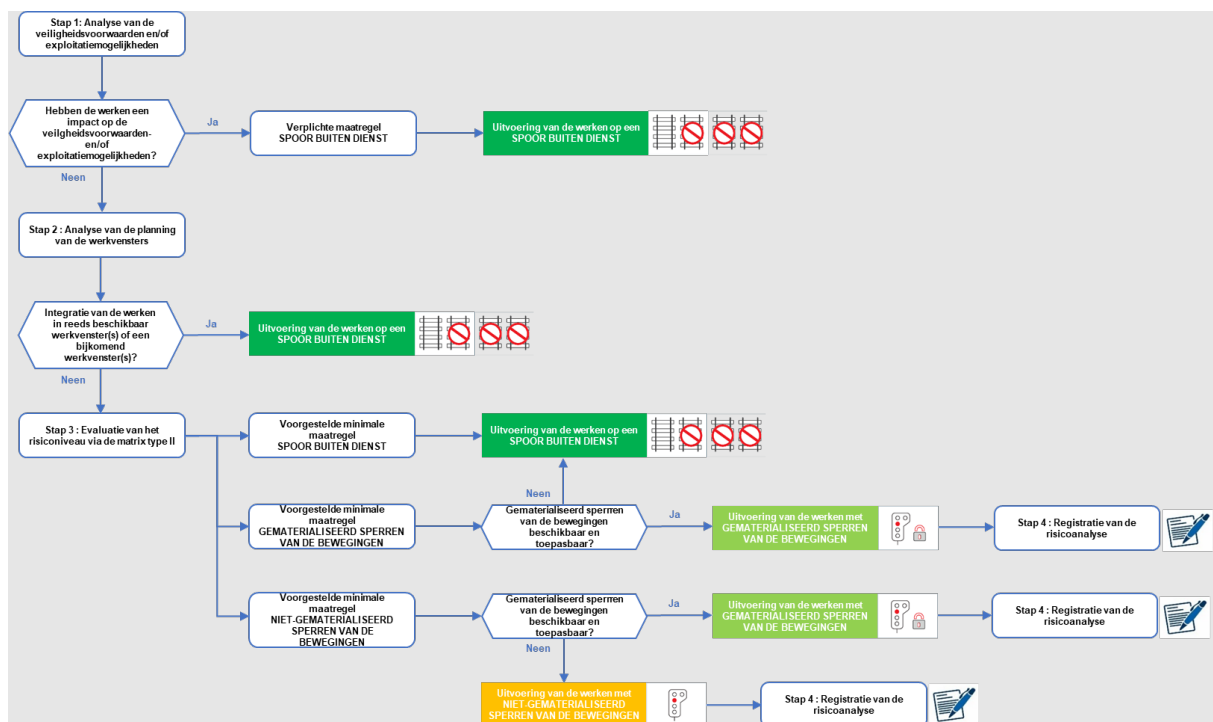 Stap 1: Analyse van de
veiligheidsvoorwaarden en/of
exploitatiemogelijkheden
Hebben de werken een
impact op de
veiligheidsvoorwaarden-
en/of
exploitatiemogelijkheden?
Ja
Verplichte maatregel
SPOOR BUITEN DIENST
Uitvoering van de werken op een
SPOOR BUITEN DIENST
Neen
Stap 2 : Analyse van de planning
van de werkvensters
Integratie van de werken
in reeds beschikbaar
werkvenster(s) of een
bijkomend
werkvenster(s)?
Ja
Uitvoering van de werken op een
SPOOR BUITEN DIENST
Neen
Stap 3 : Evaluatie van het
risiconiveau via de matrix type II
Voorgestelde minimale
maatregel
SPOOR BUITEN DIENST
Uitvoering van de werken op een
SPOOR BUITEN DIENST
Neen
Voorgestelde minimale
maatregel
GEMATERIALISEERD SPERREN
VAN DE BEWEGINGEN
Gematerialiseerd sperrren
van de bewegingen
beschikbaar en
toepasbaar?
Ja
Uitvoering van de werken met
GEMATERIALISEERD SPERREN
VAN DE BEWEGINGEN
Stap 4 : Registratie van de
risicoanalyse
Voorgestelde minimale
maatregel
NIET-GEMATERIALISEERD
SPERREN VAN DE
BEWEGINGEN
Gematerialiseerd sperrren
van de bewegingen
beschikbaar en
toepasbaar?
Ja
Uitvoering van de werken met
GEMATERIALISEERD SPERREN
VAN DE BEWEGINGEN
Stap 4 : Registratie van de
risicoanalyse
Neen
Uitvoering van de werken met
NIET-GEMATERIALISEERD
SPERREN VAN DE BEWEGINGEN
Stap 4 : Registratie van de
risicoanalyse